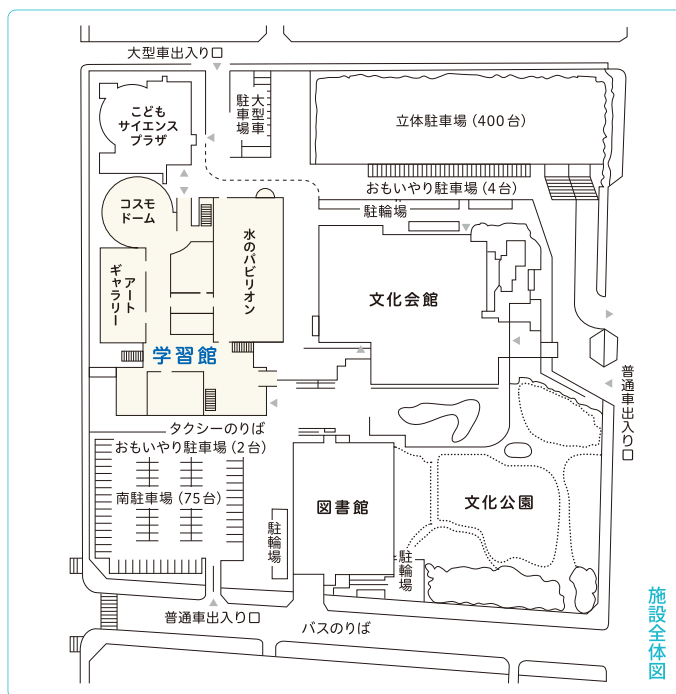 大型車出入り口
こども
サイエンス
プラザ
大型車
駐車場
立体駐車場（400台）
おもいやり駐車場（4台）
駐輪場
コスモ
ドーム
水のパビリオン
アート
ギャラリー
文化会館
学習館
普通車出入り口
タクシーのりば
おもいやり駐車場（2台）
南駐車場（75台）
図書館
文化公園
駐輪場
駐輪場
普通車出入り口
バスのりば
施設全体図